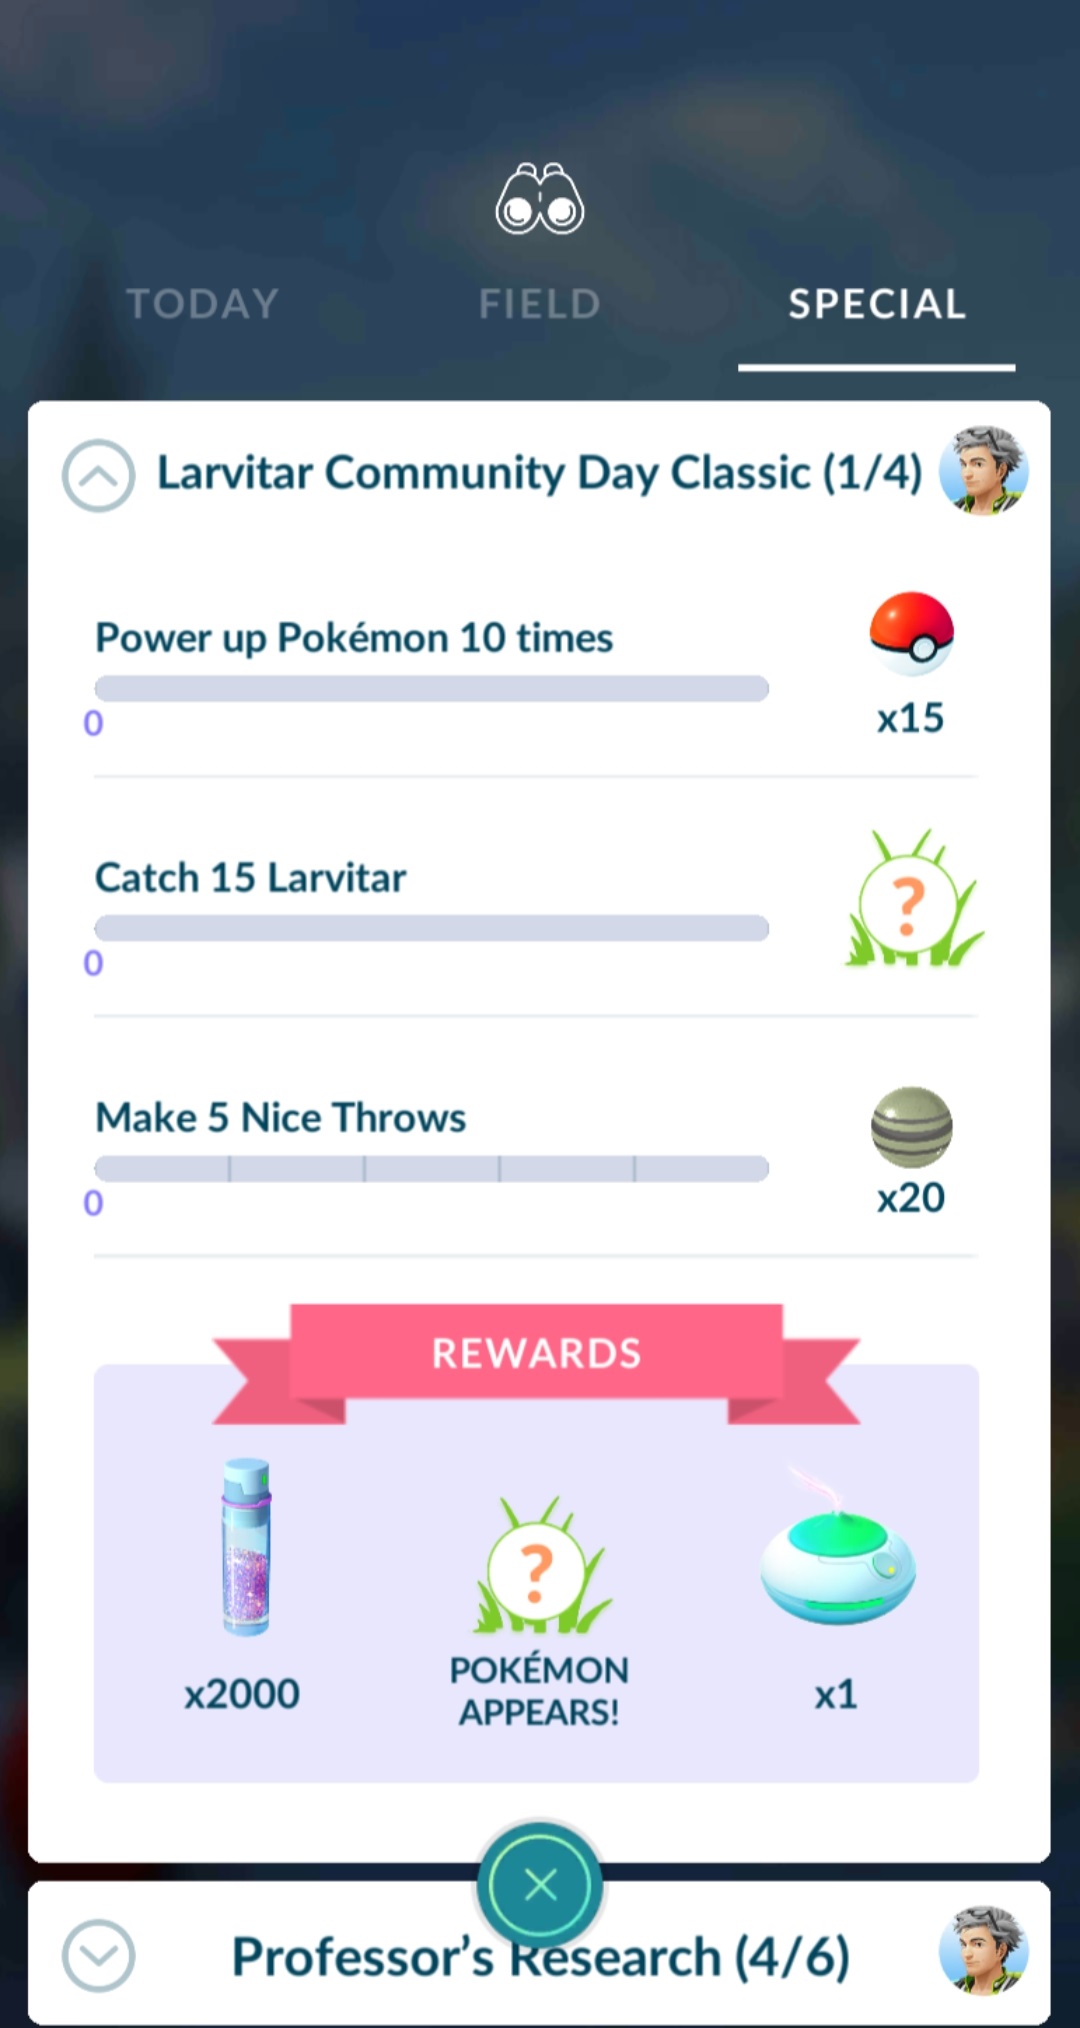 TODAY
FIELD
SPECIAL
Larvitar Community Day Classic (1/4)
Power up Pokémon 10 times
0
x15
Catch 15 Larvitar
0
?
Make 5 Nice Throws
0
x20
REWARDS
?
x2000
POKÉMON
APPEARS!
x1
Professor's Research (4/6)